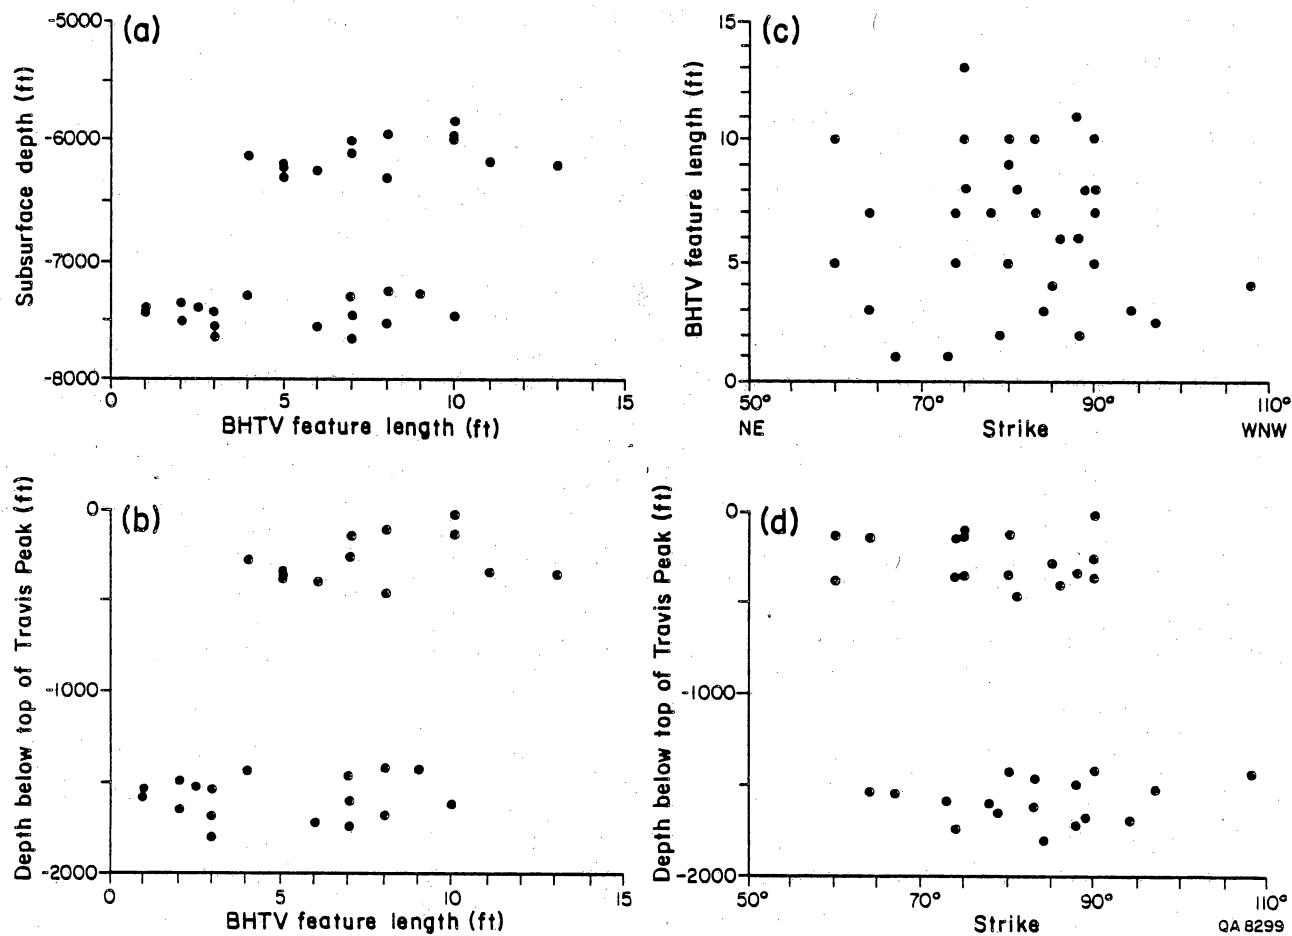 (a)
Subsurface depth (ft)
-5000
-6000
-7000
-8000
0 5 10 15
BHTV feature length (ft)
(c)
BHTV feature length (ft)
15
10
5
0
50° 70° 90° 110°
NE Strike WNW
(b)
Depth below top of Travis Peak (ft)
0
-1000
-2000
0 5 10 15
BHTV feature length (ft)
(d)
Depth below top of Travis Peak (ft)
0
-1000
-2000
50° 70° 90° 110°
Strike
QA 8299